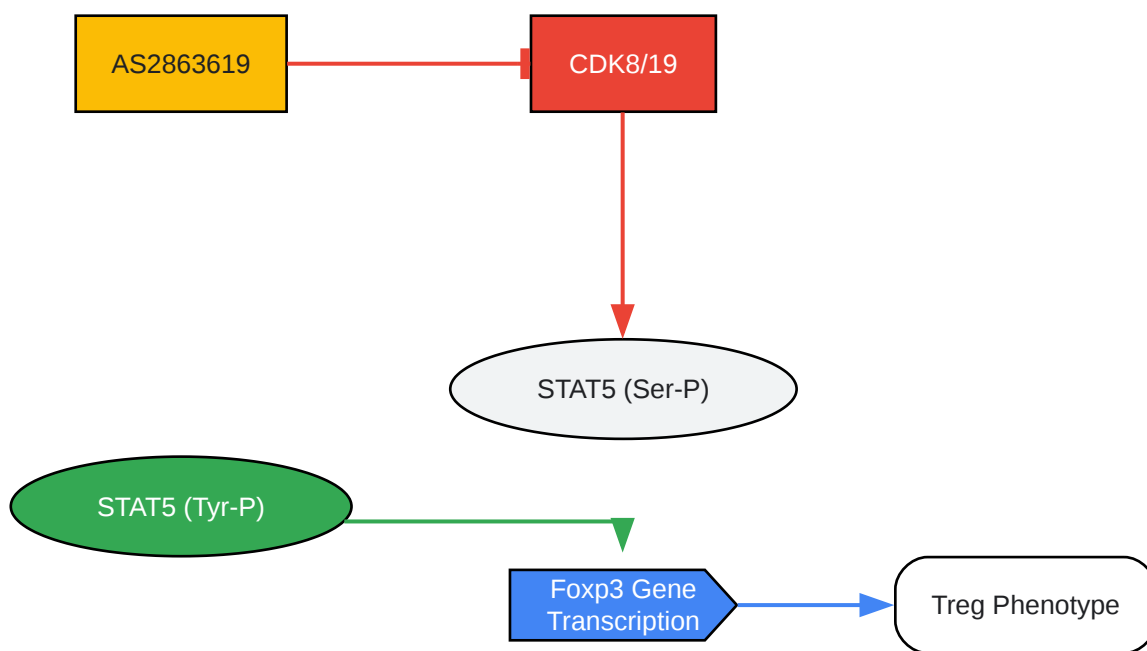 AS2863619
CDK8/19
STAT5 (Ser-P)
STAT5 (Tyr-P)
Foxp3 Gene
Transcription
Treg Phenotype